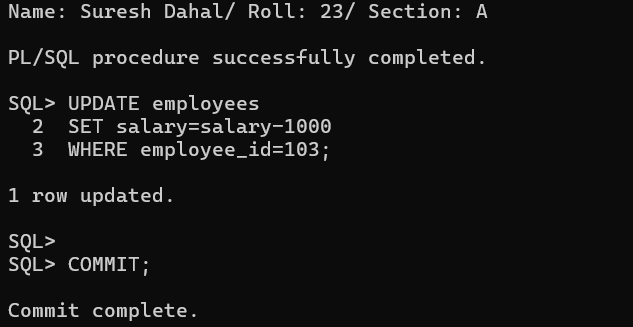 Name: Suresh Dahal/ Roll: 23/ Section: A
PL/SQL procedure successfully completed.
SQL> UPDATE employees
2 SET salary=salary-1000
3 WHERE employee_id=103;
1 row updated.
SQL>
SQL> COMMIT;
Commit complete.